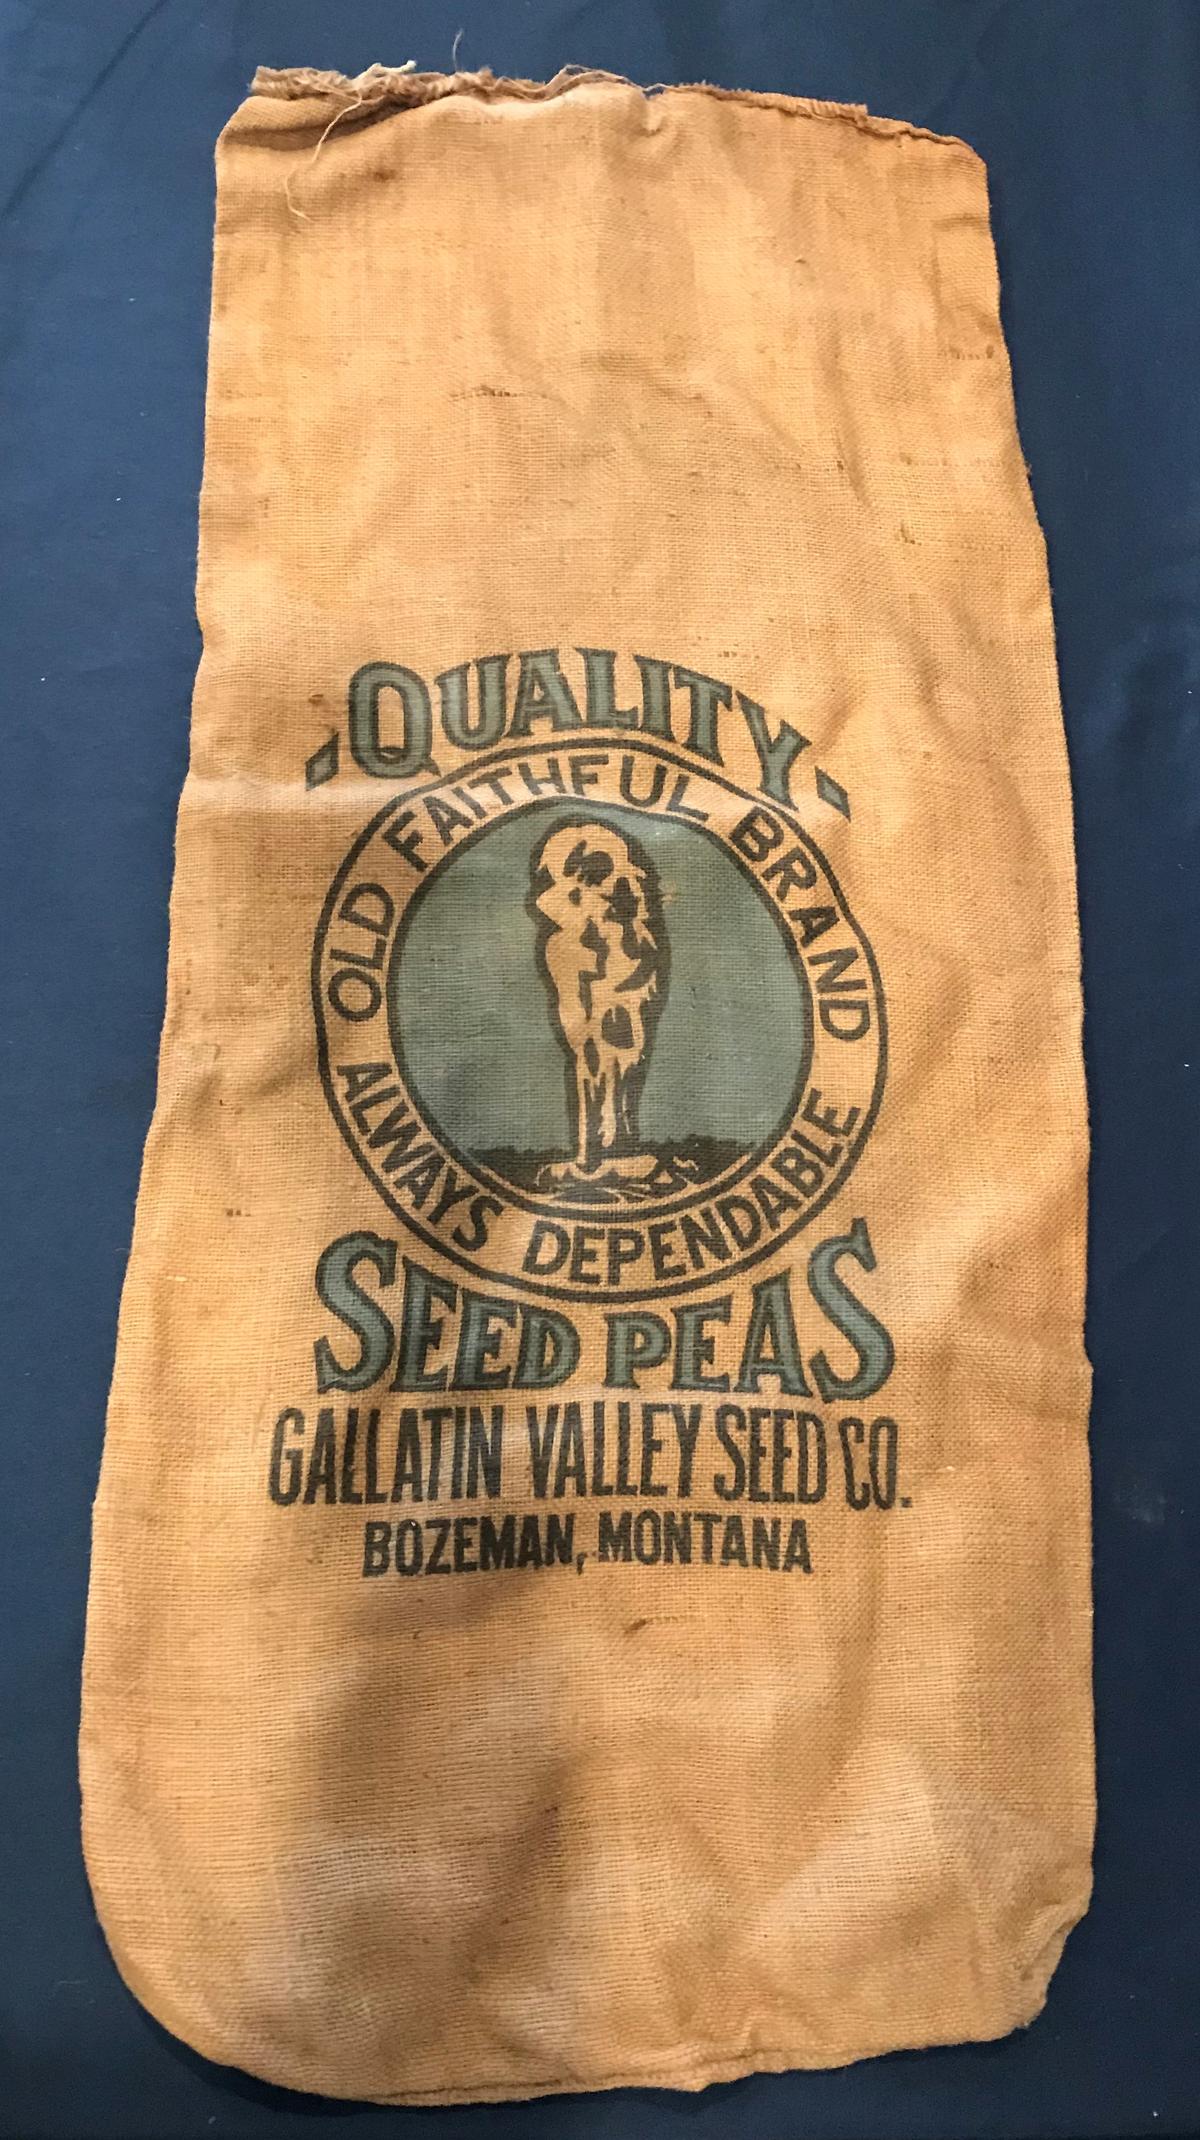 -QUALITY-
OLD FAITHFUL BRAND
ALWAYS DEPENDABLE
SEED PEAS
GALLATIN VALLEY SEED CO.
BOZEMAN, MONTANA